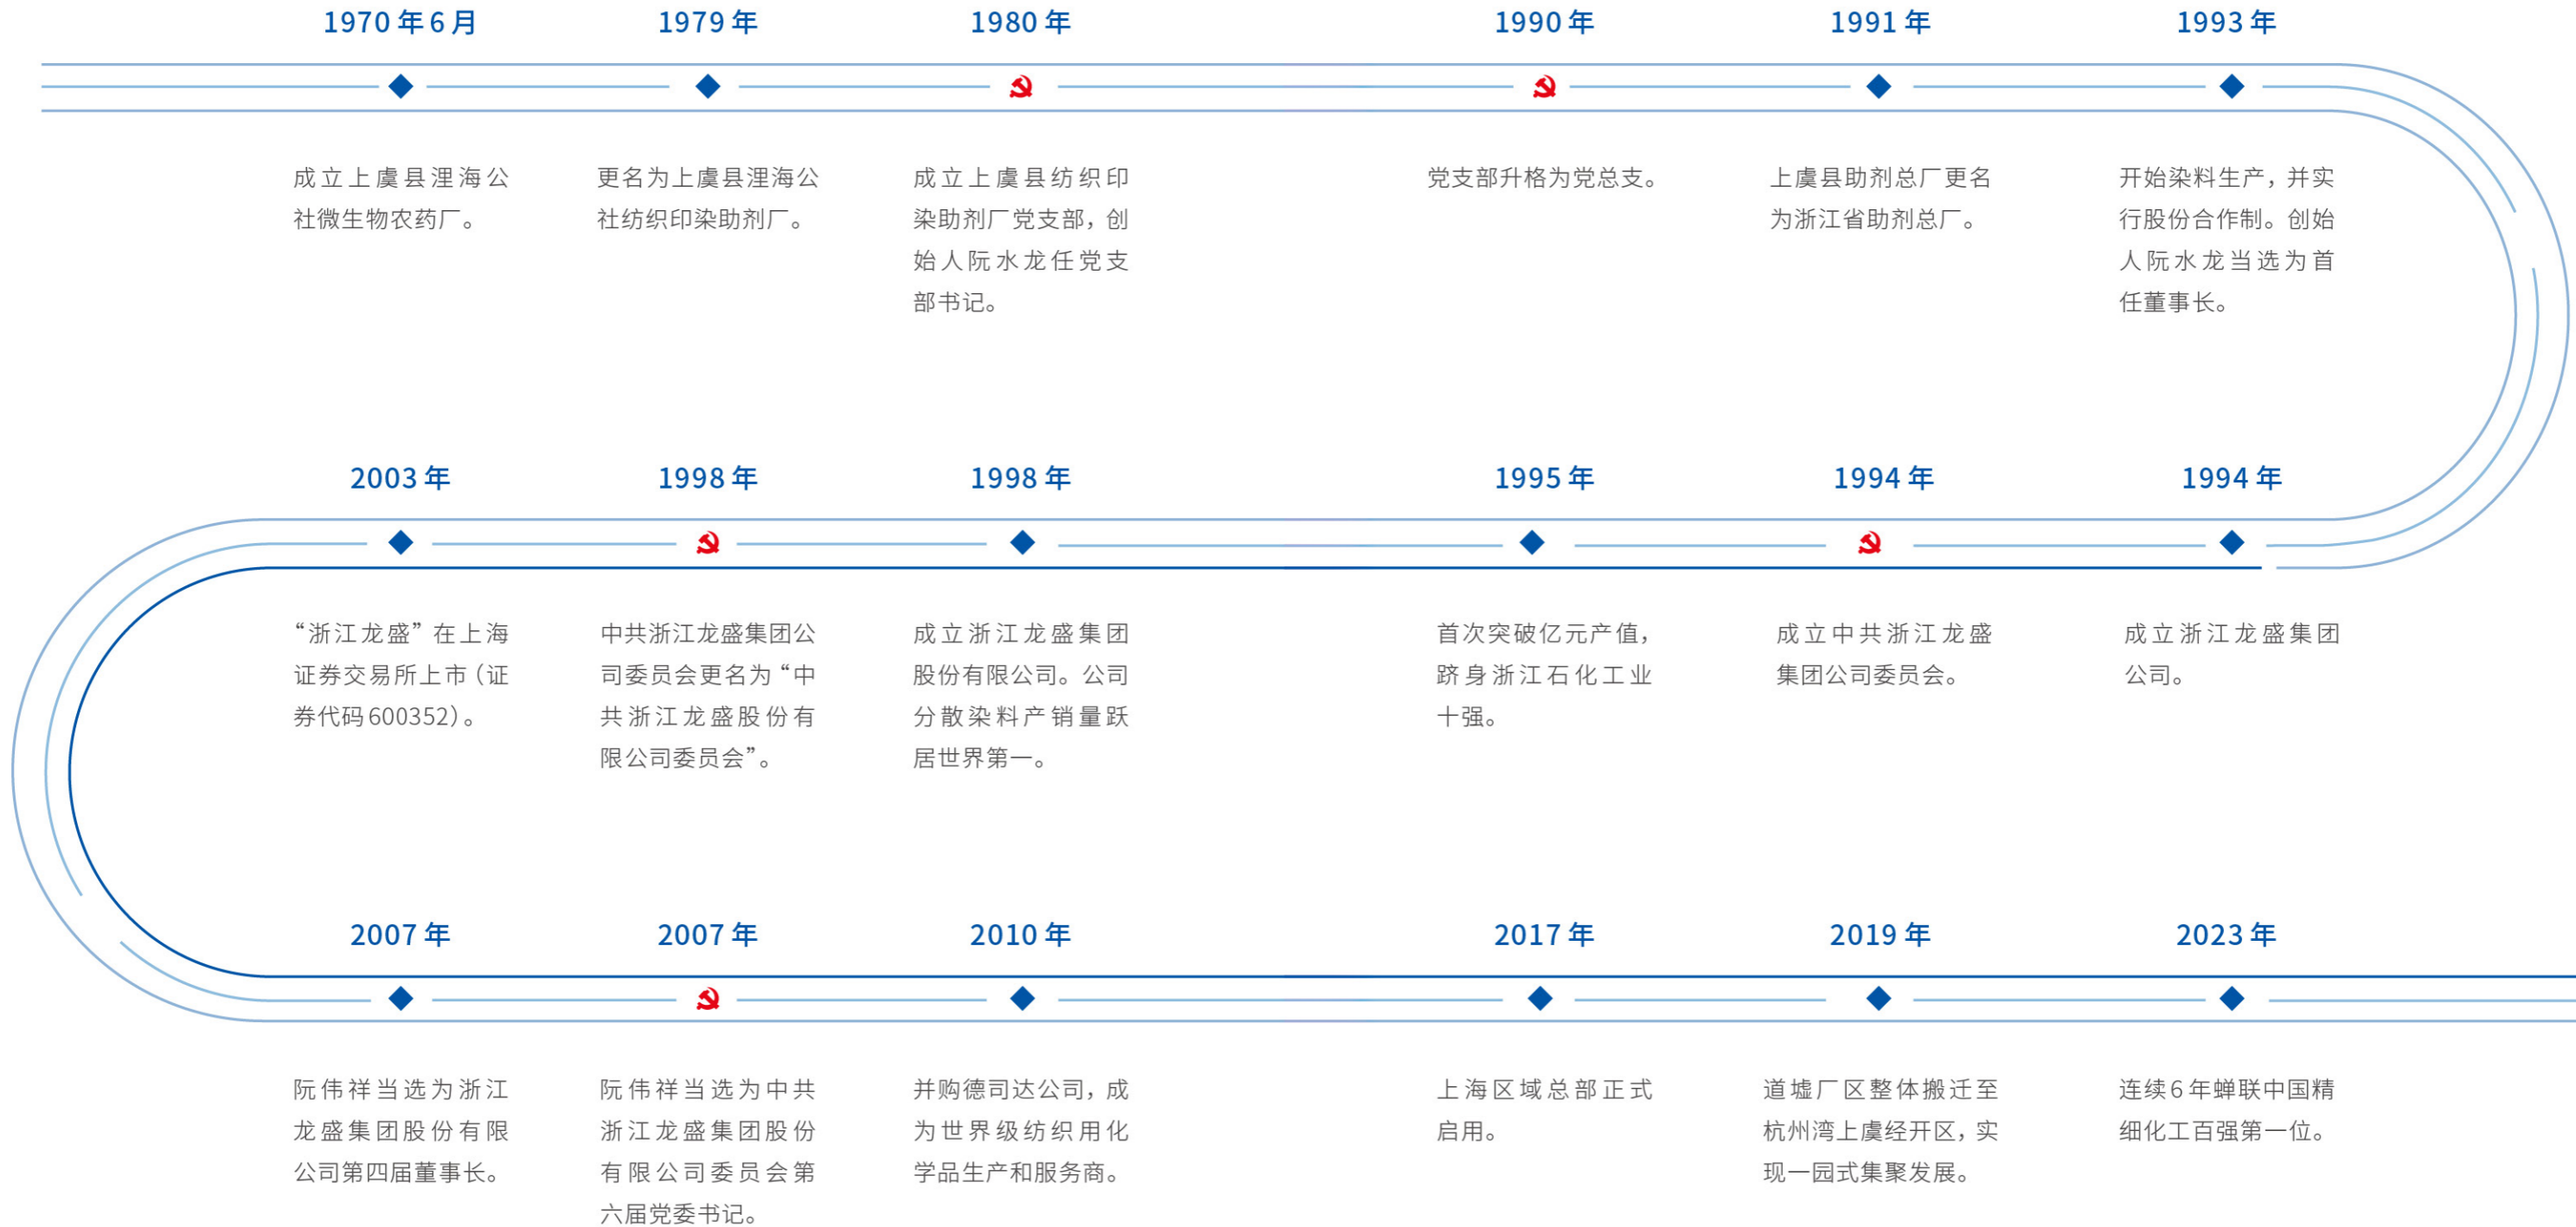 1970年6月
成立上虞县浬海公
社微生物农药厂。
1979年
更名为上虞县浬海公
社纺织印染助剂厂。
1980年
成立上虞县纺织印
染助剂厂党支部，创
始人阮水龙任党支
部书记。
1990年
党支部升格为党总支。
1991年
上虞县助剂总厂更名
为浙江省助剂总厂。
1993年
开始染料生产，并实
行股份合作制。创始
人阮水龙当选为首
任董事长。
1994年
成立浙江龙盛集团
公司。
1994年
成立中共浙江龙盛
集团公司委员会。
1995年
首次突破亿元产值，
跻身浙江石化工业
十强。
1998年
成立浙江龙盛集团
股份有限公司。公司
分散染料产销量跃
居世界第一。
1998年
中共浙江龙盛集团公
司委员会更名为“中
共浙江龙盛股份有
限公司委员会”。
2003年
“浙江龙盛”在上海
证券交易所上市（证
券代码600352）。
2007年
阮伟祥当选为浙江
龙盛集团股份有限
公司第四届董事长。
2007年
阮伟祥当选为中共
浙江龙盛集团股份
有限公司委员会第
六届党委书记。
2010年
并购德司达公司，成
为世界级纺织用化
学品生产和服务商。
2017年
上海区域总部正式
启用。
2019年
道墟厂区整体搬迁至
杭州湾上虞经开区，实
现一园式集聚发展。
2023年
连续6年蝉联中国精
细化工百强第一位。